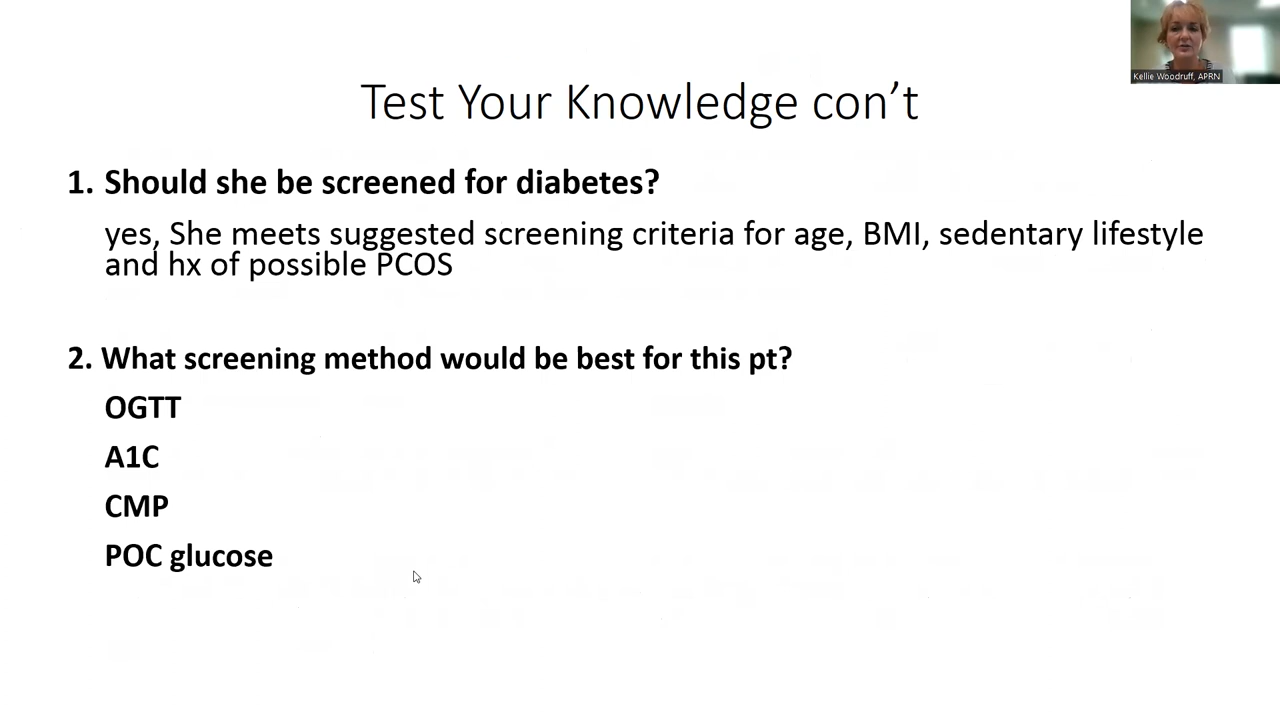 Kellie Woodruff, APRN
Test Your Knowledge con’t
1. Should she be screened for diabetes?
yes, She meets suggested screening criteria for age, BMI, sedentary lifestyle
and hx of possible PCOS
2. What screening method would be best for this pt?
OGTT
A1C
CMP
POC glucose